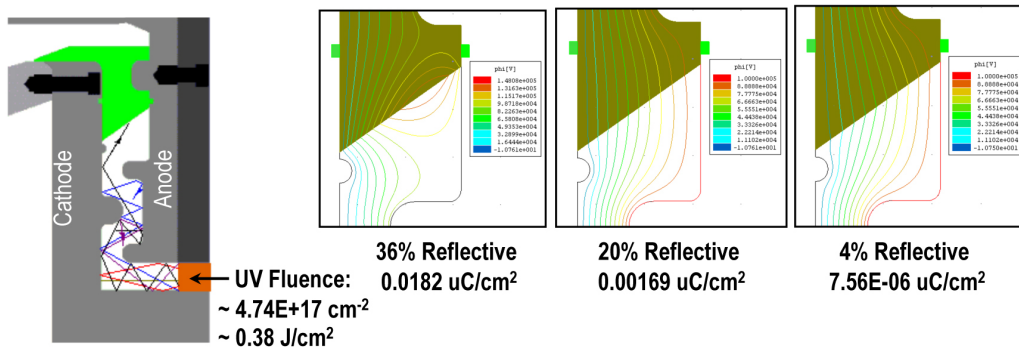 Cathode
Anode
UV Fluence:
~ 4.74E+17 cm-2
~ 0.38 J/cm2
phi[V]
1.4808e+005
1.3163e+005
1.1517e+005
9.8718e+004
8.2263e+004
6.5808e+004
4.9353e+004
3.2899e+004
1.6444e+004
-1.0761e+001
36% Reflective
0.0182 uC/cm2
phi[V]
1.0000e+005
8.8888e+004
7.7775e+004
6.6663e+004
5.5551e+004
4.4438e+004
3.3326e+004
2.2214e+004
1.1102e+004
-1.0761e+001
20% Reflective
0.00169 uC/cm2
phi[V]
1.0000e+005
8.8888e+004
7.7775e+004
6.6663e+004
5.5551e+004
4.4438e+004
3.3326e+004
2.2214e+004
1.1102e+004
-1.0750e+001
4% Reflective
7.56E-06 uC/cm2